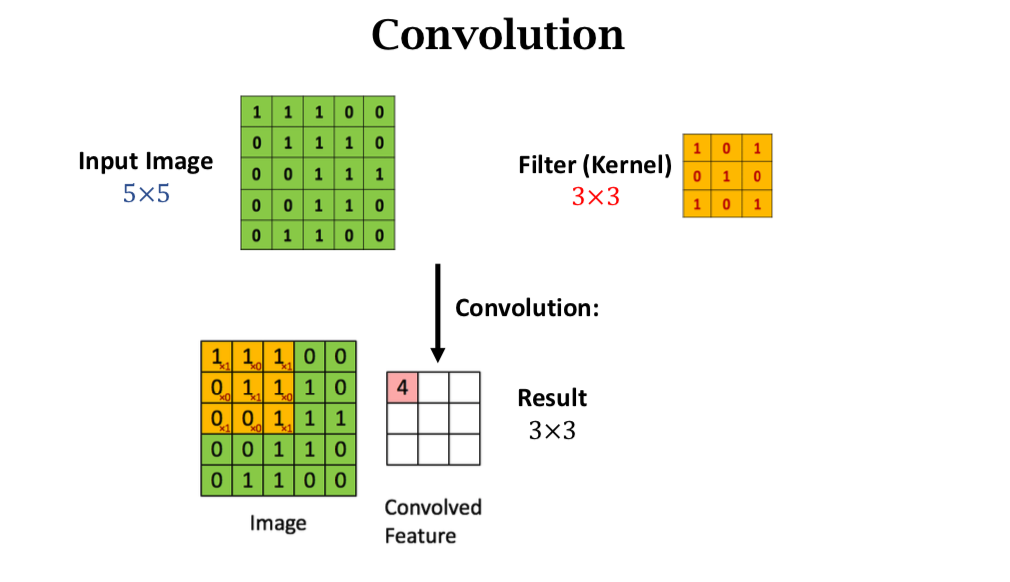 Convolution
Input Image
5×5
1 1 1 0 0
0 1 1 1 0
0 0 1 1 1
0 0 1 1 0
0 1 1 0 0
Filter (Kernel)
3×3
1 0 1
0 1 0
1 0 1
Convolution:
1×1 1×0 1×1 0 0
0×0 1×1 1×0 1 0
0×1 0×0 1×1 1 1
0 0 1 1 0
0 1 1 0 0
Image
4
Convolved
Feature
Result
3×3